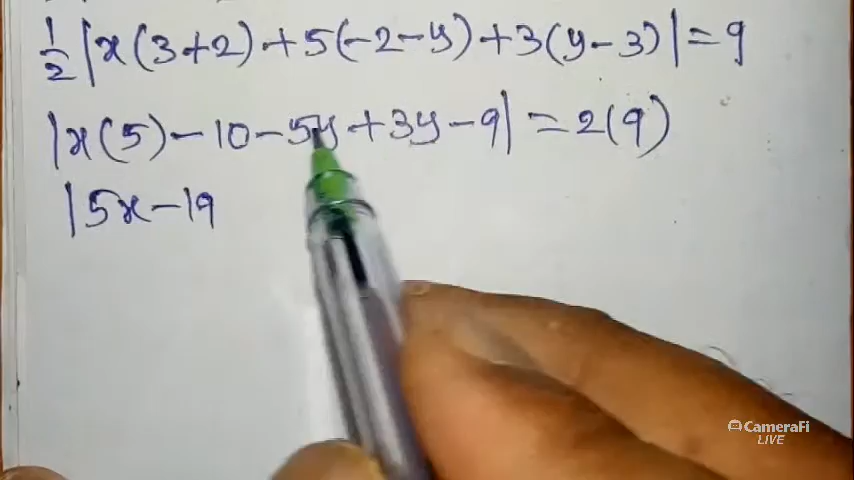 1/2 |x(3+2)+5(-2-y)+3(y-3)|=9
|x(5)-10-5y+3y-9|=2(9)
|5x-19
CameraFi
LIVE